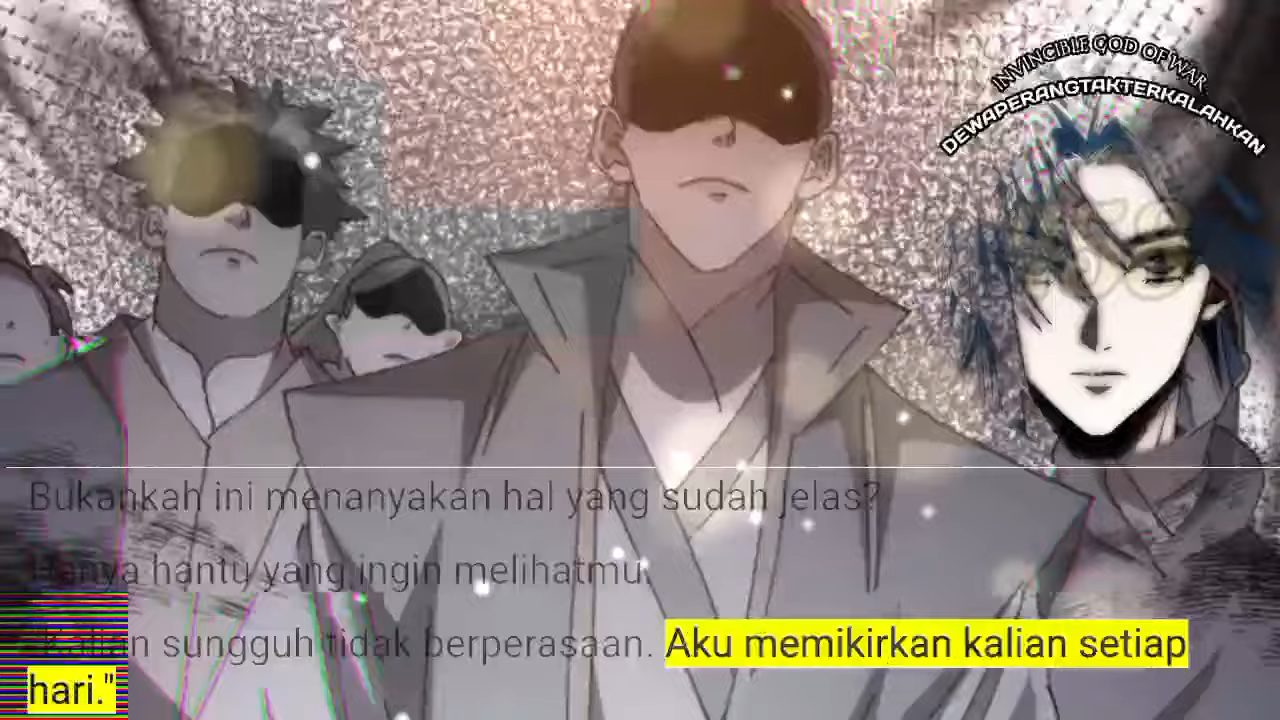 INVINCIBLE GOD OF WAR
DEWAPERANGTAKTERKALAHKAN
Bukankah ini menanyakan hal yang sudah jelas?
Hanya hantu yang ingin melihatmu.
"Kalian sungguh tidak berperasaan. Aku memikirkan kalian setiap
hari."